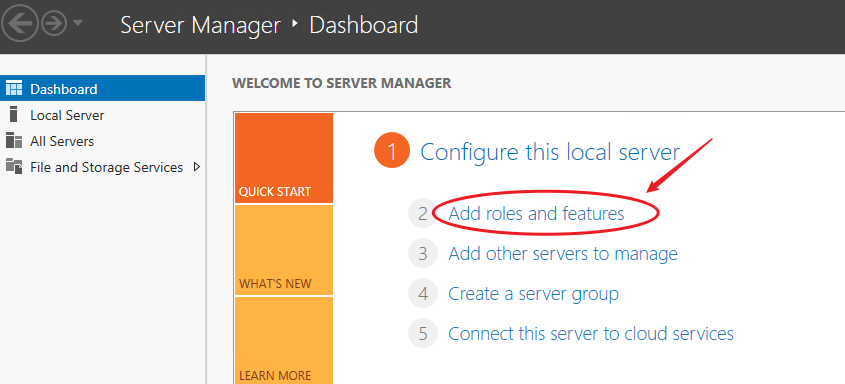 Server Manager ‣ Dashboard
Dashboard
Local Server
All Servers
File and Storage Services
WELCOME TO SERVER MANAGER
QUICK START
WHAT'S NEW
LEARN MORE
1 Configure this local server
2 Add roles and features
3 Add other servers to manage
4 Create a server group
5 Connect this server to cloud services